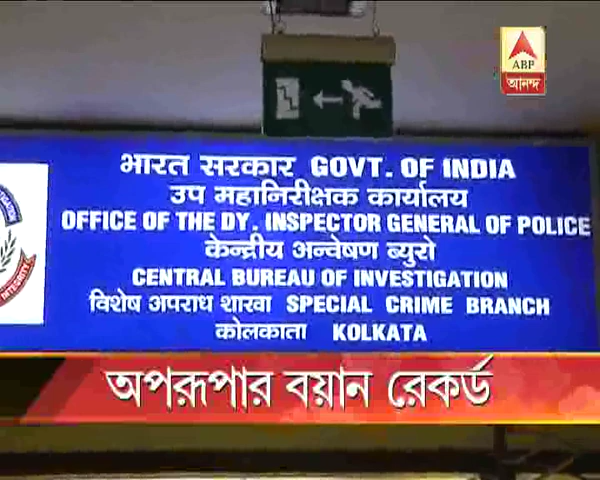 ABP
আনন্দ
भारत सरकार GOVT. OF INDIA
उप महानिरीक्षक कार्यालय
OFFICE OF THE DY. INSPECTOR GENERAL OF POLICE
केन्द्रीय अन्वेषण ब्युरो
CENTRAL BUREAU OF INVESTIGATION
विशेष अपराध शाखा SPECIAL CRIME BRANCH
कोलकाता KOLKATA
INTEGRITY
অপরূপার বয়ান রেকর্ড